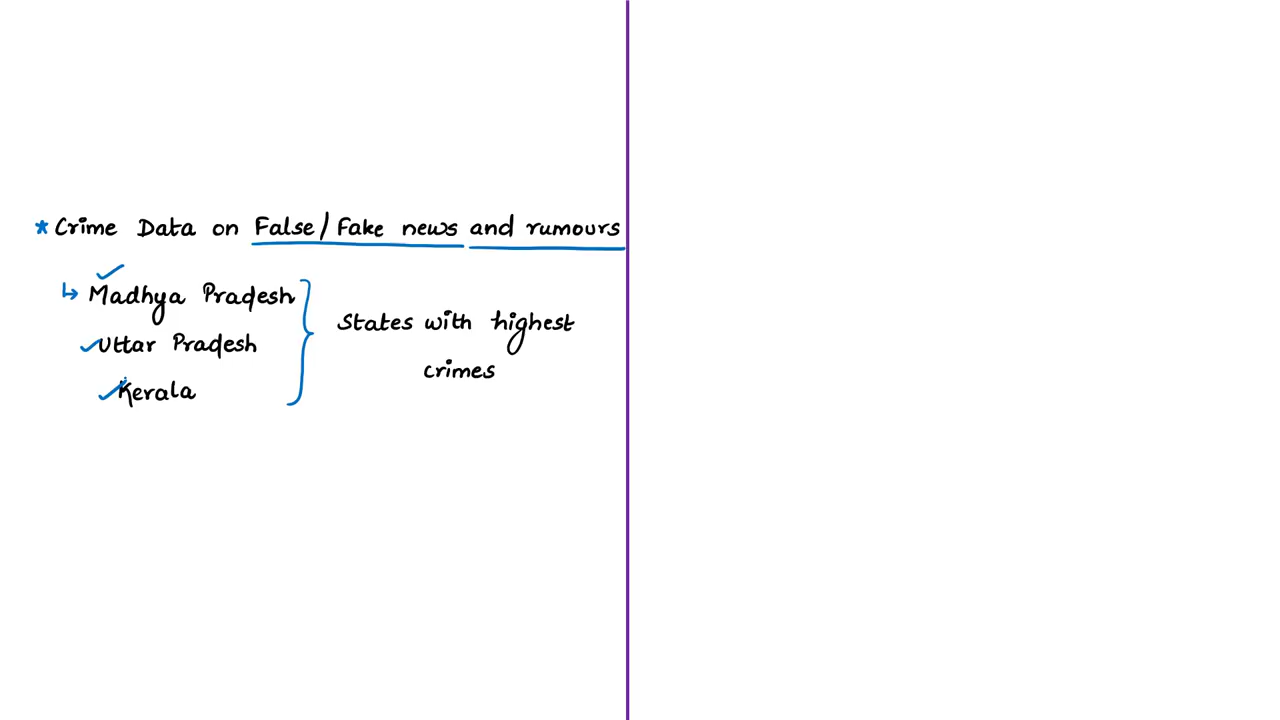 * Crime Data on False/Fake news and rumours
↳ Madhya Pradesh
Uttar Pradesh
Kerala
States with highest
crimes